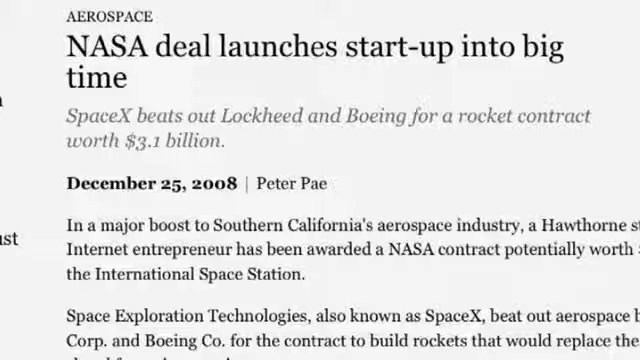 AEROSPACE
NASA deal launches start-up into big
time
SpaceX beats out Lockheed and Boeing for a rocket contract
worth $3.1 billion.
December 25, 2008 | Peter Pae
In a major boost to Southern California's aerospace industry, a Hawthorne
Internet entrepreneur has been awarded a NASA contract potentially worth
the International Space Station.
Space Exploration Technologies, also known as SpaceX, beat out aerospace
Corp. and Boeing Co. for the contract to build rockets that would replace the